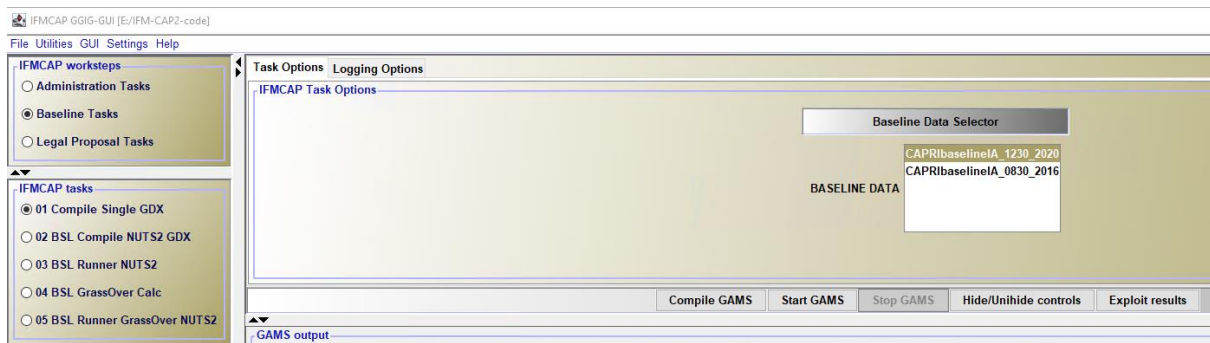 IFMCAP GGIG-GUI [E:/IFM-CAP2-code]
File Utilities GUI Settings Help
IFMCAP worksteps
Administration Tasks
Baseline Tasks
Legal Proposal Tasks
IFMCAP tasks
01 Compile Single GDX
02 BSL Compile NUTS2 GDX
03 BSL Runner NUTS2
04 BSL GrassOver Calc
05 BSL Runner GrassOver NUTS2
Task Options Logging Options
IFMCAP Task Options
Baseline Data Selector
BASELINE DATA
CAPRIbaselineIA_1230_2020
CAPRIbaselineIA_0830_2016
Compile GAMS Start GAMS Stop GAMS Hide/Unihide controls Exploit results
GAMS output